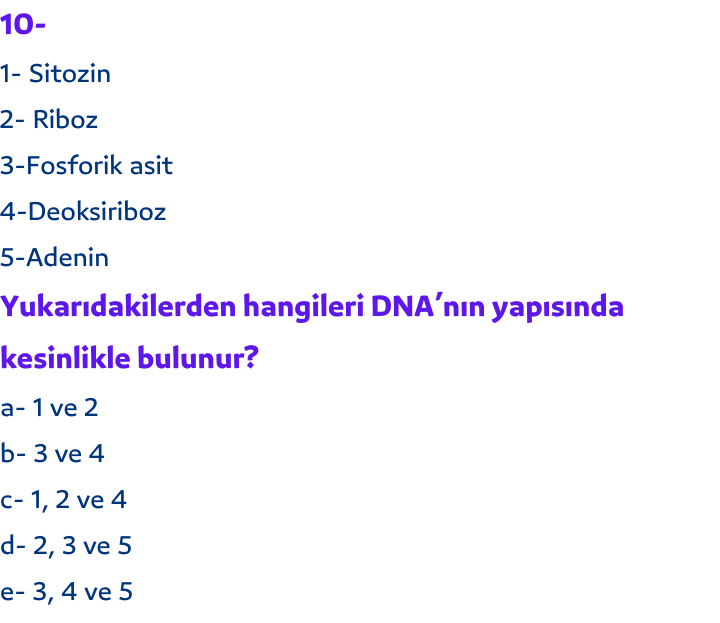 10-
1- Sitozin
2- Riboz
3-Fosforik asit
4-Deoksiriboz
5-Adenin
Yukarıdakilerden hangileri DNA’nın yapısında
kesinlikle bulunur?
a- 1 ve 2
b- 3 ve 4
c- 1, 2 ve 4
d- 2, 3 ve 5
e- 3, 4 ve 5